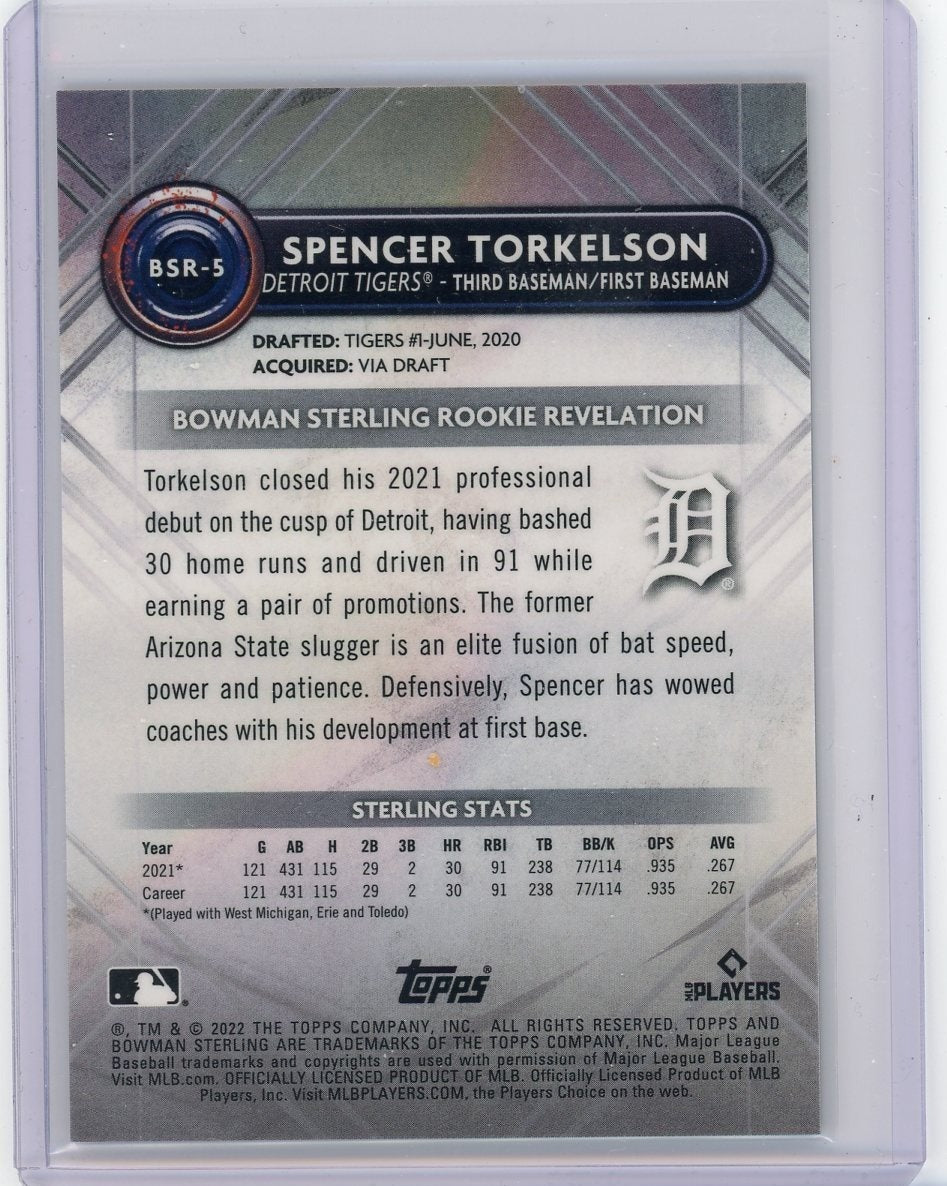 BSR-5
SPENCER TORKELSON
DETROIT TIGERS® - THIRD BASEMAN/FIRST BASEMAN
DRAFTED: TIGERS #1-JUNE, 2020
ACQUIRED: VIA DRAFT
BOWMAN STERLING ROOKIE REVELATION
Torkelson closed his 2021 professional
debut on the cusp of Detroit, having bashed
30 home runs and driven in 91 while
earning a pair of promotions. The former
Arizona State slugger is an elite fusion of bat speed,
power and patience. Defensively, Spencer has wowed
coaches with his development at first base.
D
®
STERLING STATS
Year G AB H 2B 3B HR RBI TB BB/K OPS AVG
2021* 121 431 115 29 2 30 91 238 77/114 .935 .267
Career 121 431 115 29 2 30 91 238 77/114 .935 .267
*(Played with West Michigan, Erie and Toledo)
®
Topps®
MLB PLAYERS
®, TM & © 2022 THE TOPPS COMPANY, INC. ALL RIGHTS RESERVED. TOPPS AND
BOWMAN STERLING ARE TRADEMARKS OF THE TOPPS COMPANY, INC. Major League
Baseball trademarks and copyrights are used with permission of Major League Baseball.
Visit MLB.com. OFFICIALLY LICENSED PRODUCT OF MLB. Officially Licensed Product of MLB
Players, Inc. Visit MLBPLAYERS.COM, the Players Choice on the web.